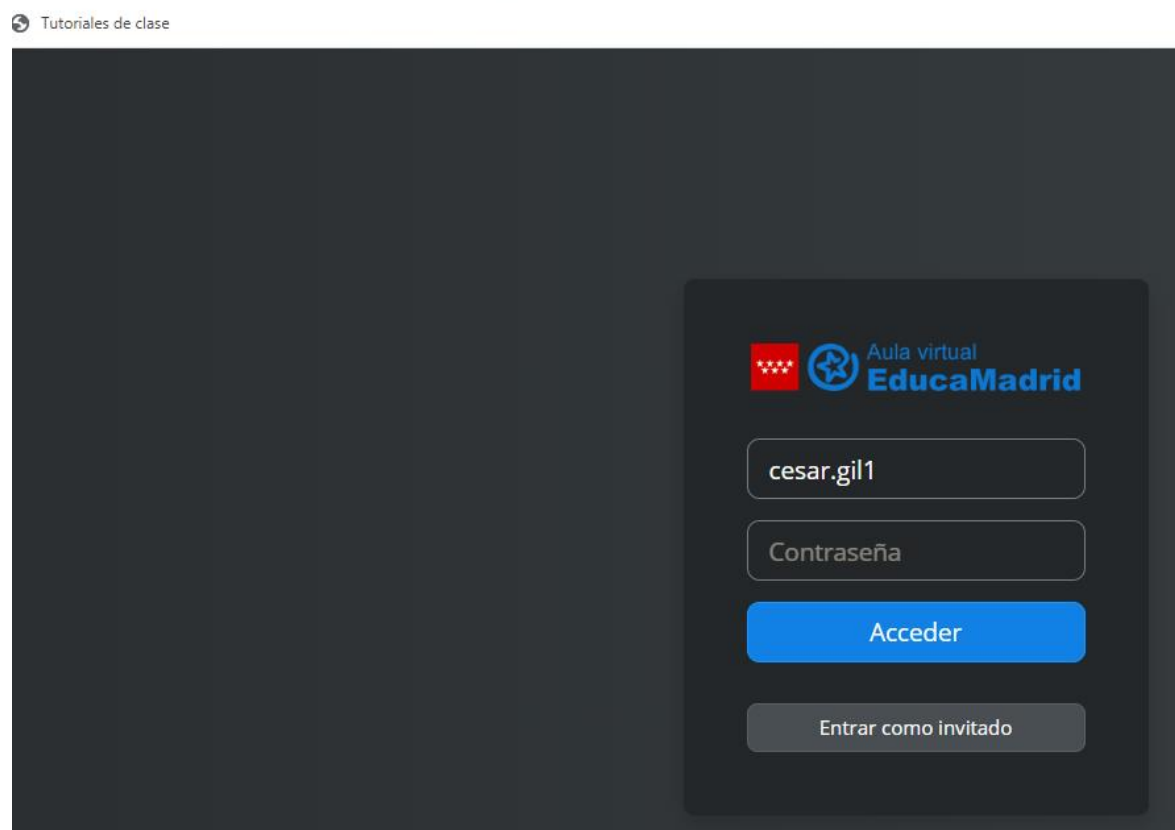 Tutoriales de clase
Aula virtual
EducaMadrid
cesar.gil1
Contraseña
Acceder
Entrar como invitado